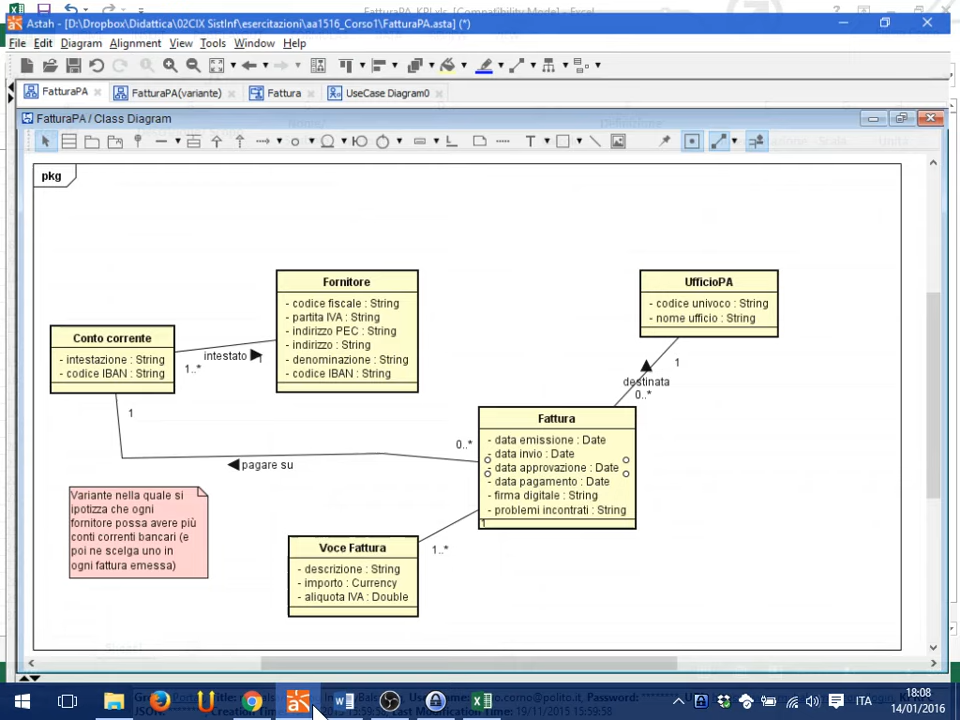 FatturaPA_KPI.xls [Compatibility Mode] - Excel
Astah - [D:\Dropbox\Didattica\02CIX SistInf\esercitazioni\aa1516_Corso1\FatturaPA.asta] (*)
File Edit Diagram Alignment View Tools Window Help
FatturaPA FatturaPA(variante) Fattura UseCase Diagram0
FatturaPA / Class Diagram
pkg
Fornitore
- codice fiscale : String
- partita IVA : String
- indirizzo PEC : String
- indirizzo : String
- denominazione : String
- codice IBAN : String
UfficioPA
- codice univoco : String
- nome ufficio : String
Conto corrente
- intestazione : String
- codice IBAN : String
intestato
1
1..*
1
destinata
0..*
1
Fattura
- data emissione : Date
- data invio : Date
- data approvazione : Date
- data pagamento : Date
- firma digitale : String
- problemi incontrati : String
0..*
pagare su
1
1..*
Variante nella quale si
ipotizza che ogni
fornitore possa avere più
conti correnti bancari (e
poi ne scelga uno in
ogni fattura emessa)
Voce Fattura
- descrizione : String
- importo : Currency
- aliquota IVA : Double
ITA
18:08
14/01/2016